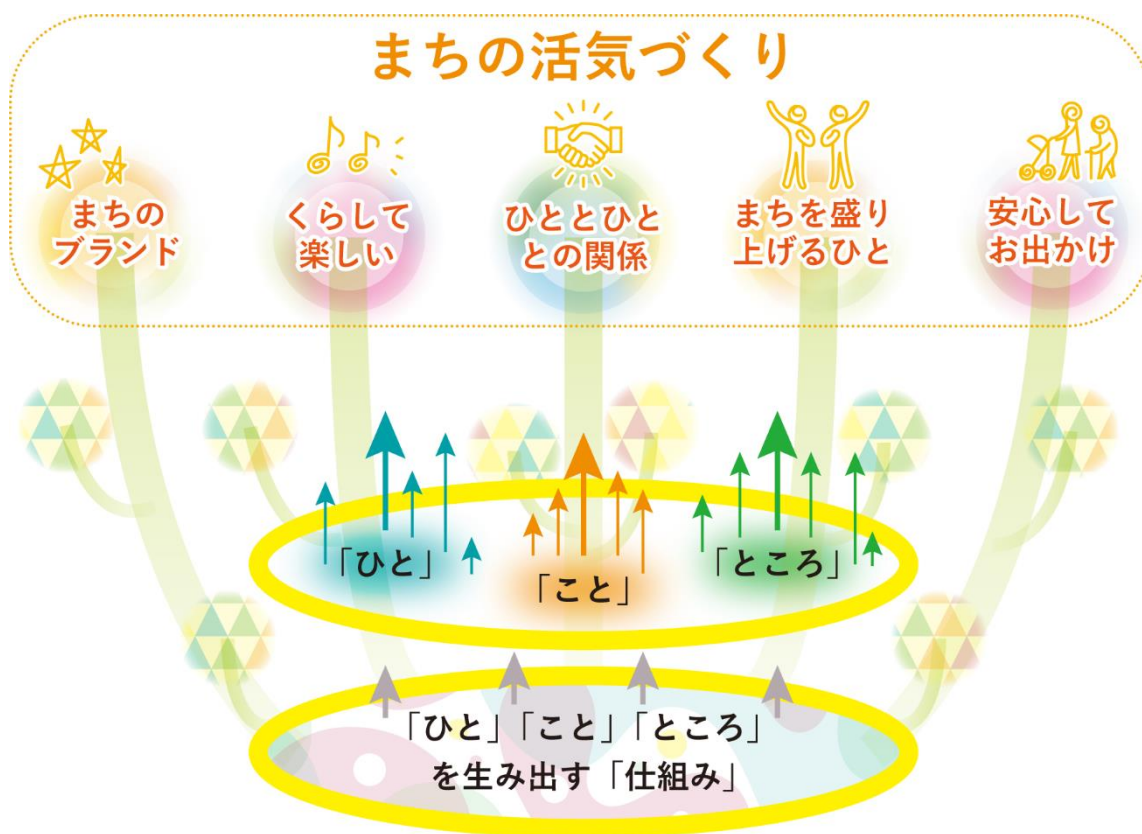 まちの活気づくり
まちの
ブランド
くらして
楽しい
ひととひと
との関係
まちを盛り
上げるひと
安心して
お出かけ
「ひと」
「こと」
「ところ」
「ひと」「こと」「ところ」
を生み出す「仕組み」